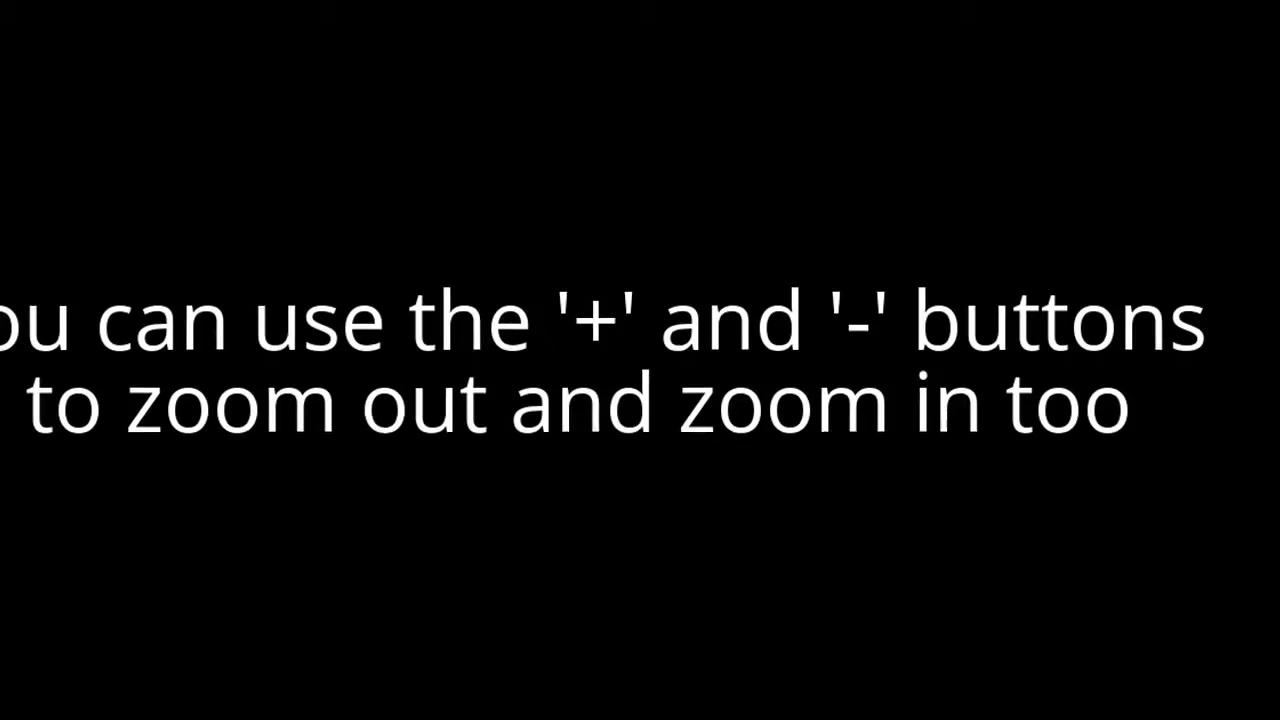 ou can use the '+' and '-' buttons
to zoom out and zoom in too